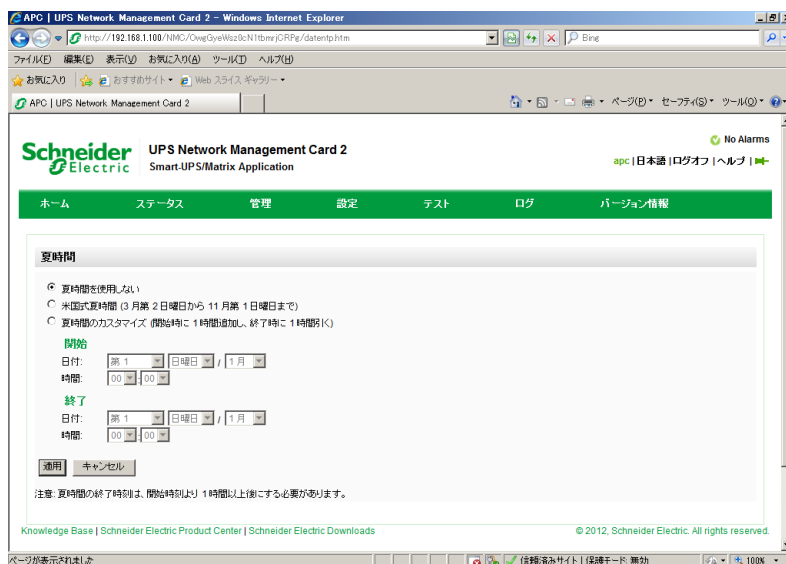 APC | UPS Network Management Card 2 - Windows Internet Explorer
http://192.168.1.100/NMC/OwgGyeWsz0cN1tbmrjCRPg/datentp.htm
Bing
ファイル(F) 編集(E) 表示(V) お気に入り(A) ツール(T) ヘルプ(H)
お気に入り おすすめサイト Web スライス ギャラリー
APC | UPS Network Management Card 2
ページ(P) セーフティ(S) ツール(O)
Schneider Electric
UPS Network Management Card 2
Smart-UPS/Matrix Application
No Alarms
apc | 日本語 | ログオフ | ヘルプ |
ホーム ステータス 管理 設定 テスト ログ バージョン情報
夏時間
夏時間を使用しない
米国式夏時間 (3 月第 2 日曜日から 11 月第 1 日曜日まで)
夏時間のカスタマイズ (開始時に 1 時間追加し、終了時に 1 時間引く)
開始
日付: 第 1 日曜日 / 1 月
時間: 00 : 00
終了
日付: 第 1 日曜日 / 1 月
時間: 00 : 00
適用 キャンセル
注意: 夏時間の終了時刻は、開始時刻より 1 時間以上後にする必要があります。
Knowledge Base | Schneider Electric Product Center | Schneider Electric Downloads
© 2012, Schneider Electric. All rights reserved.
ページが表示されました
信頼済みサイト | 保護モード: 無効
100%